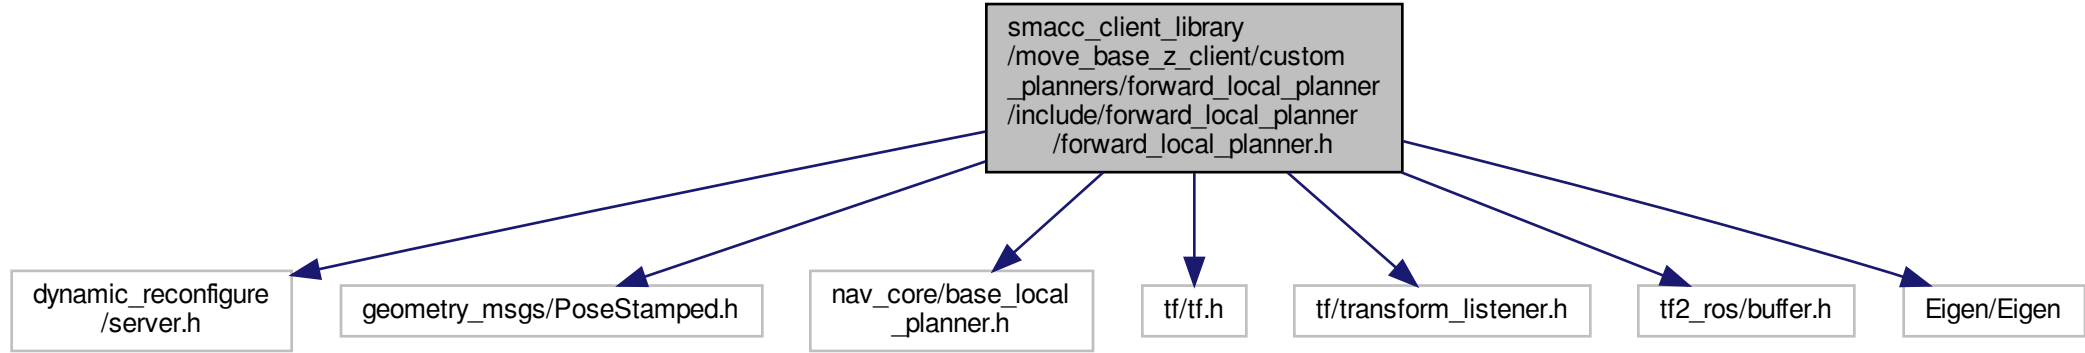 smacc_client_library
/move_base_z_client/custom
_planners/forward_local_planner
/include/forward_local_planner
/forward_local_planner.h
dynamic_reconfigure
/server.h
geometry_msgs/PoseStamped.h
nav_core/base_local
_planner.h
tf/tf.h
tf/transform_listener.h
tf2_ros/buffer.h
Eigen/Eigen